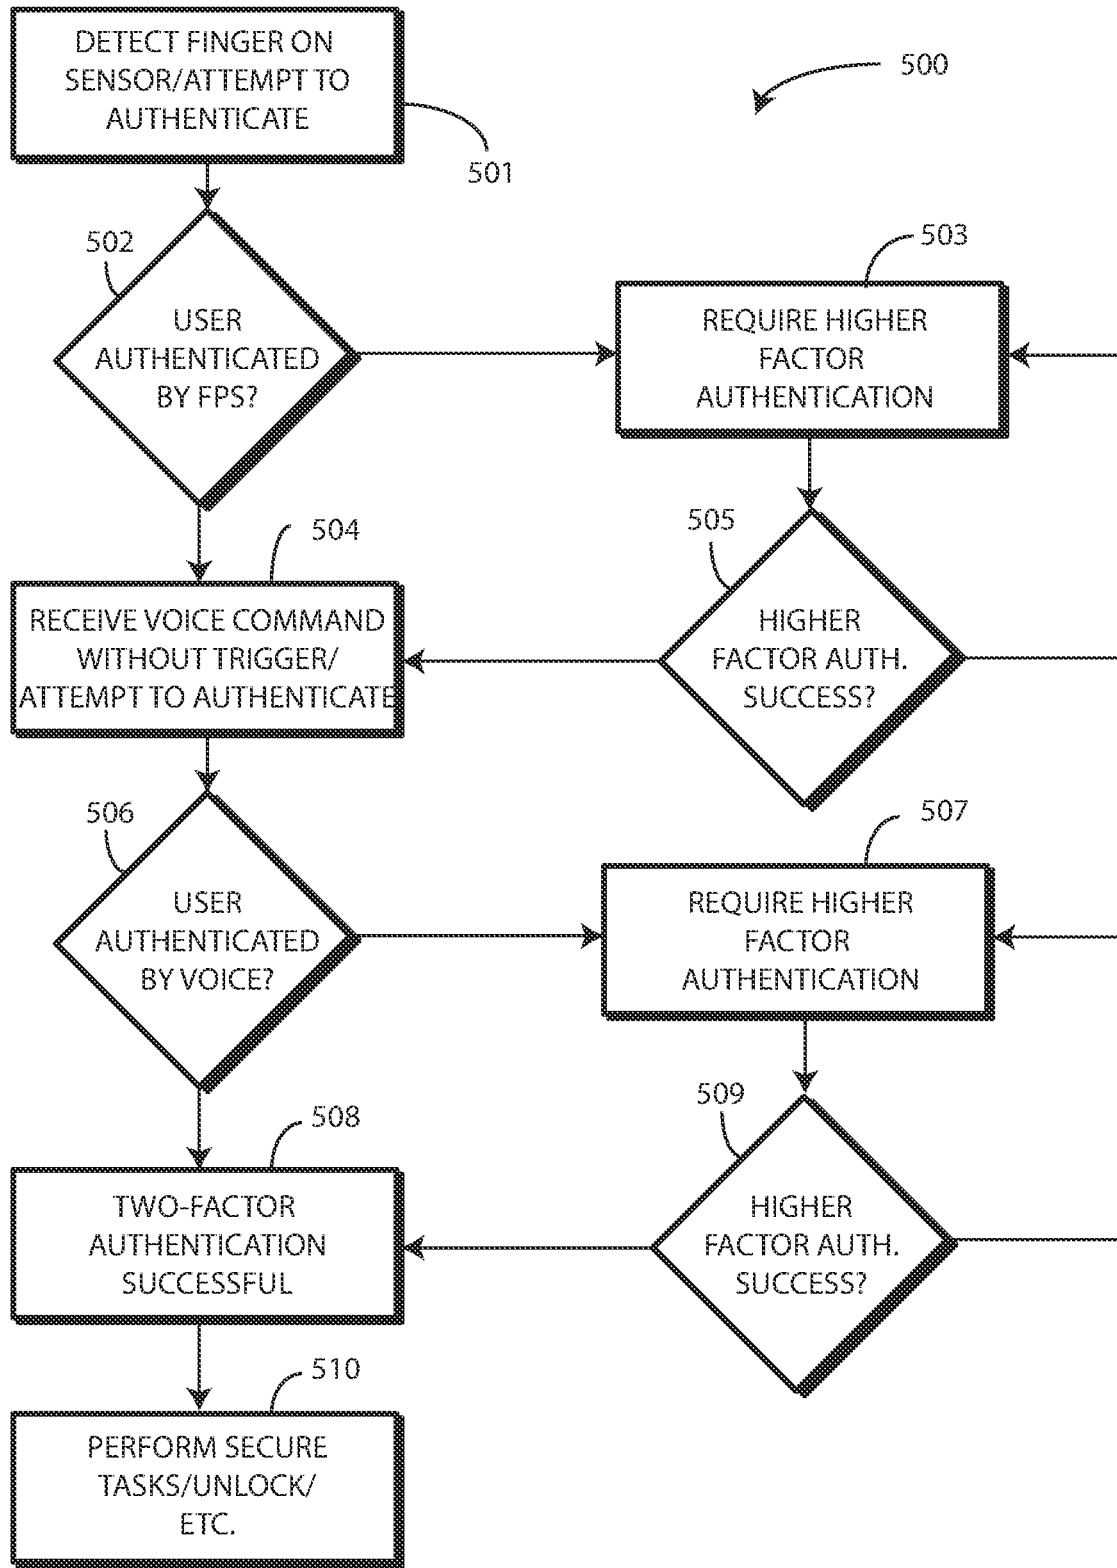 DETECT FINGER ON
SENSOR/ATTEMPT TO
AUTHENTICATE
501
500
502
USER
AUTHENTICATED
BY FPS?
503
REQUIRE HIGHER
FACTOR
AUTHENTICATION
504
RECEIVE VOICE COMMAND
WITHOUT TRIGGER/
ATTEMPT TO AUTHENTICATE
505
HIGHER
FACTOR AUTH.
SUCCESS?
506
USER
AUTHENTICATED
BY VOICE?
507
REQUIRE HIGHER
FACTOR
AUTHENTICATION
508
TWO-FACTOR
AUTHENTICATION
SUCCESSFUL
509
HIGHER
FACTOR AUTH.
SUCCESS?
510
PERFORM SECURE
TASKS/UNLOCK/
ETC.